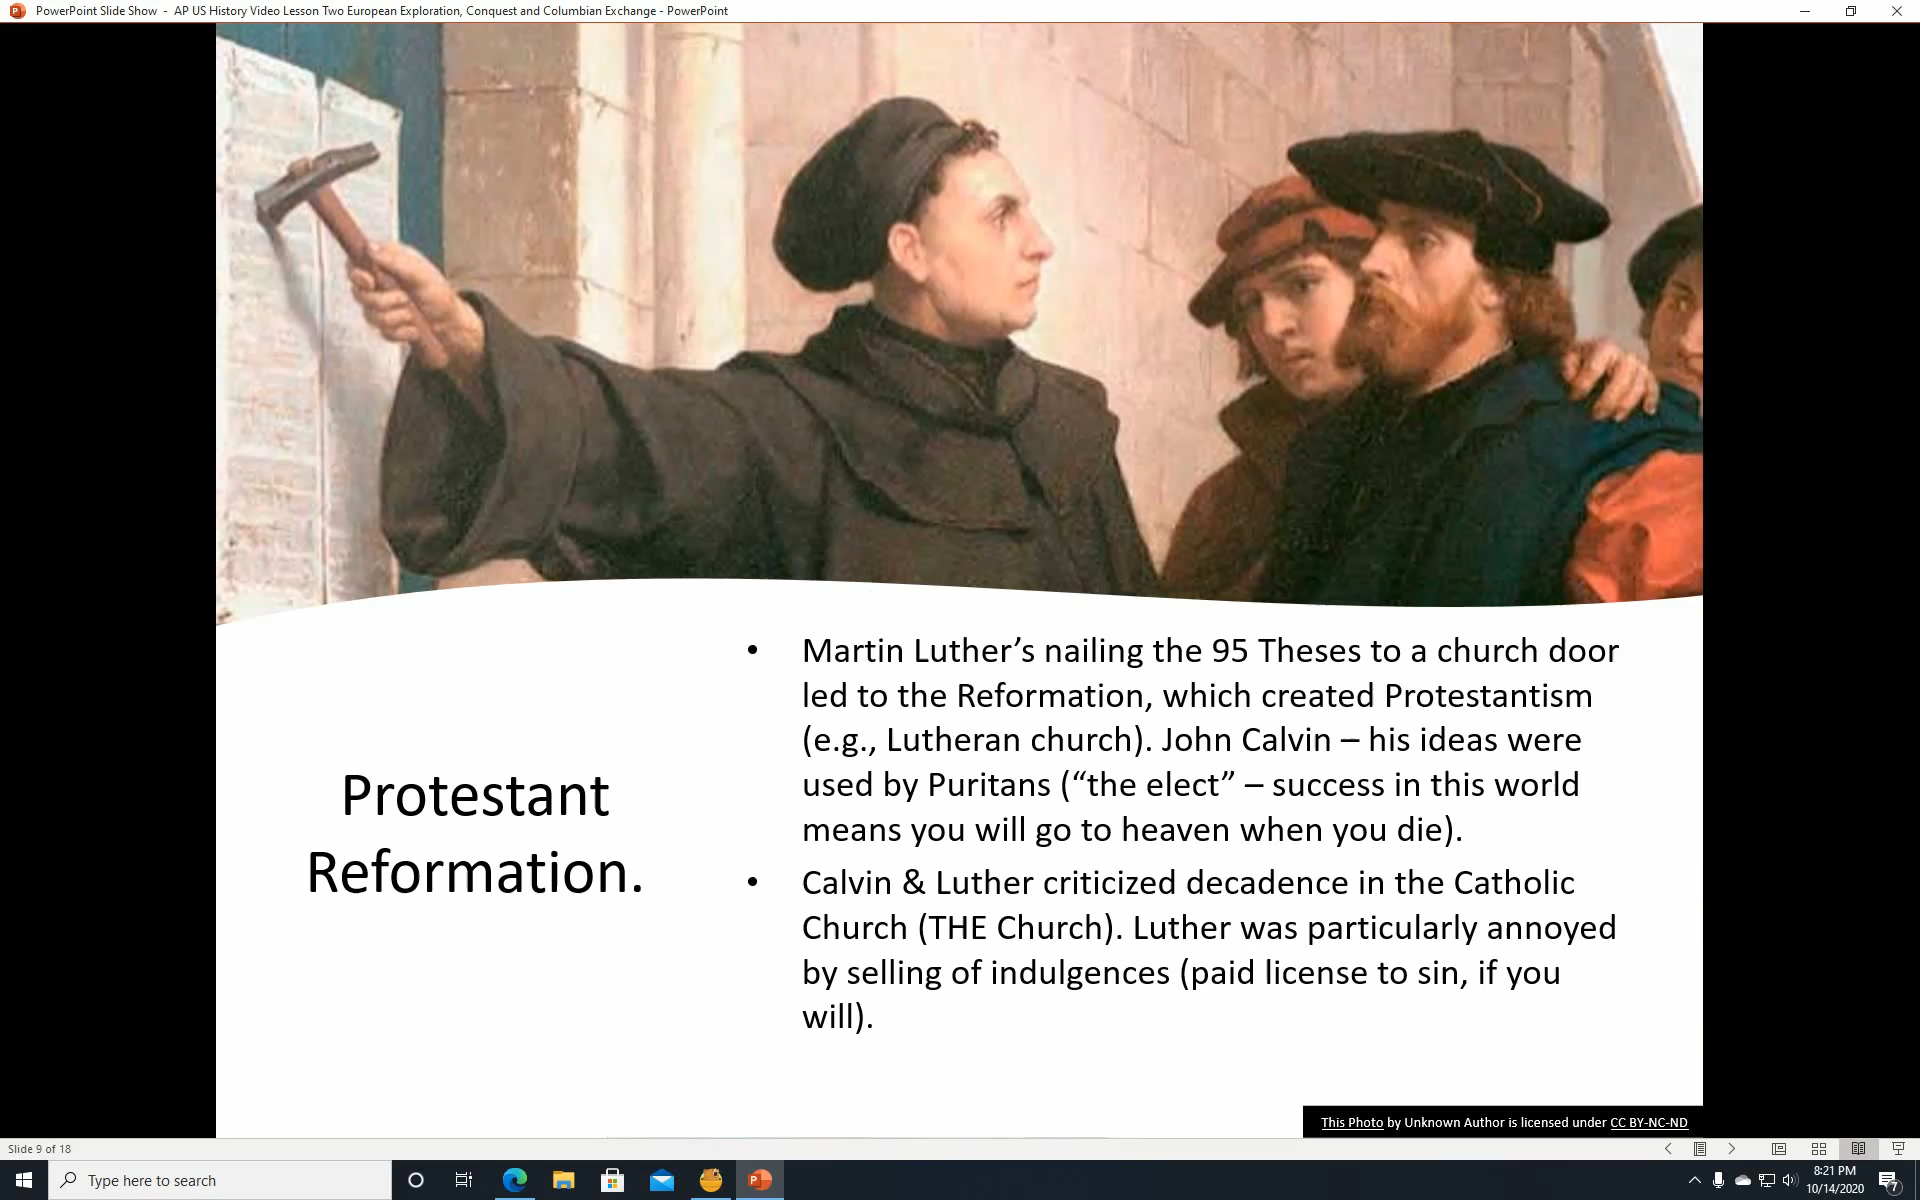 PowerPoint Slide Show - AP US History Video Lesson Two European Exploration, Conquest and Columbian Exchange - PowerPoint
Protestant
Reformation.
• Martin Luther’s nailing the 95 Theses to a church door
led to the Reformation, which created Protestantism
(e.g., Lutheran church). John Calvin – his ideas were
used by Puritans (“the elect” – success in this world
means you will go to heaven when you die).
• Calvin & Luther criticized decadence in the Catholic
Church (THE Church). Luther was particularly annoyed
by selling of indulgences (paid license to sin, if you
will).
This Photo by Unknown Author is licensed under CC BY-NC-ND
Slide 9 of 18
Type here to search
8:21 PM
10/14/2020
7